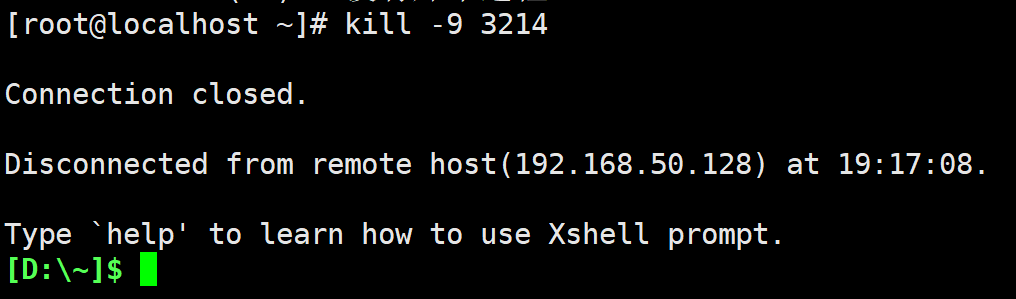 [root@localhost ~]# kill -9 3214
Connection closed.
Disconnected from remote host(192.168.50.128) at 19:17:08.
Type `help' to learn how to use Xshell prompt.
[D:\~]$